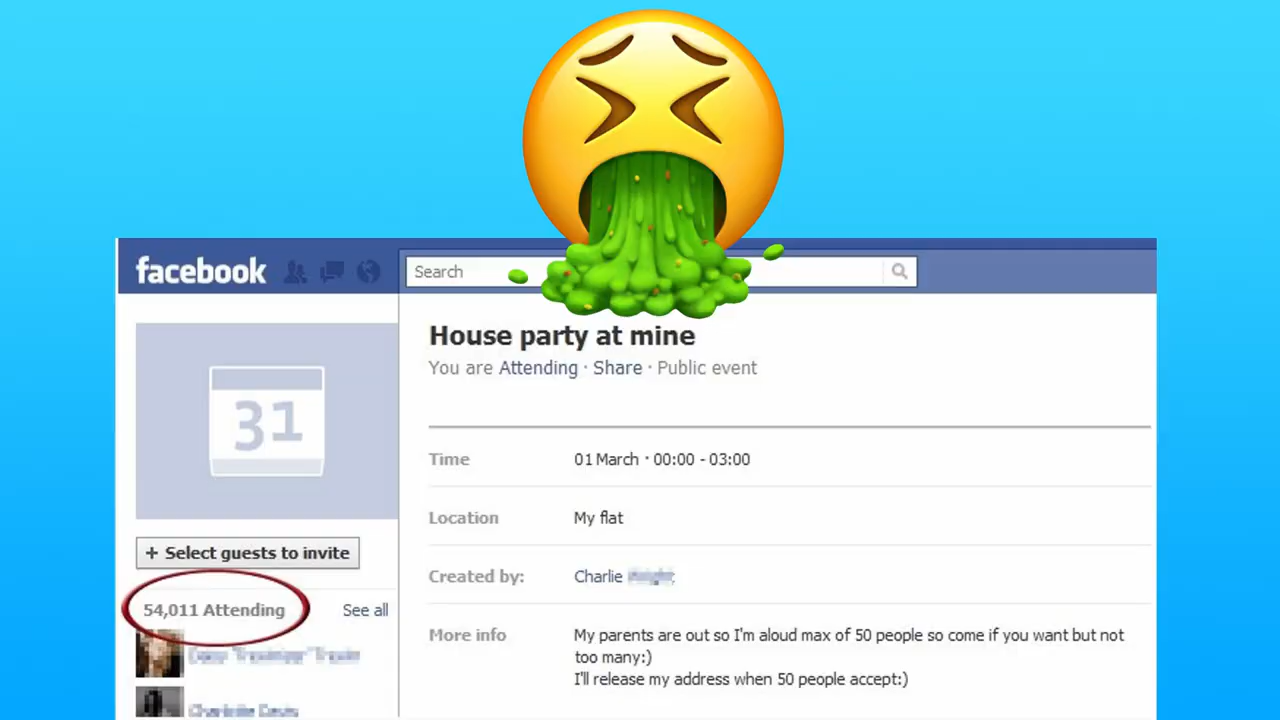 facebook
Search
House party at mine
You are Attending · Share · Public event
31
Time 01 March · 00:00 - 03:00
+ Select guests to invite
Location My flat
Created by: Charlie
54,011 Attending See all
More info My parents are out so I'm aloud max of 50 people so come if you want but not
too many:)
I'll release my address when 50 people accept:)